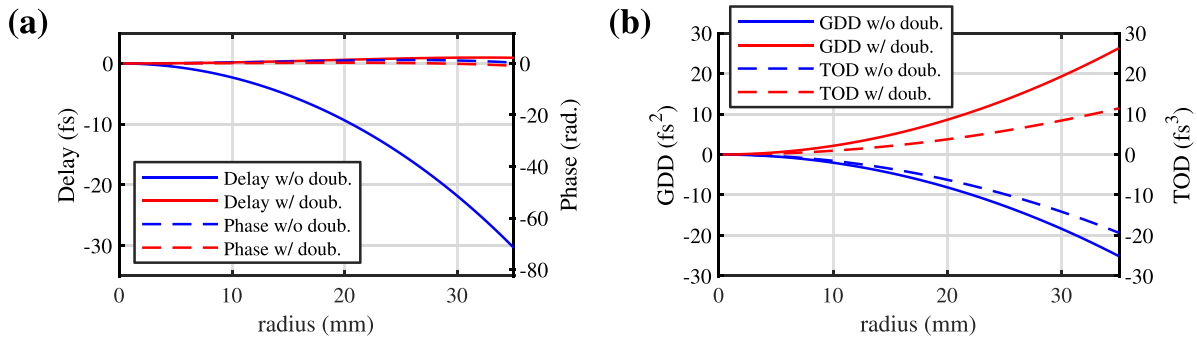 (a)
5
0
-10
-20
-30
Delay (fs)
0
-20
-40
-60
-80
Phase (rad.)
Delay w/o doub.
Delay w/ doub.
Phase w/o doub.
Phase w/ doub.
0 10 20 30
radius (mm)
(b)
30
20
10
0
-10
-20
-30
GDD (fs²)
30
20
10
0
-10
-20
-30
TOD (fs³)
GDD w/o doub.
GDD w/ doub.
TOD w/o doub.
TOD w/ doub.
0 10 20 30
radius (mm)